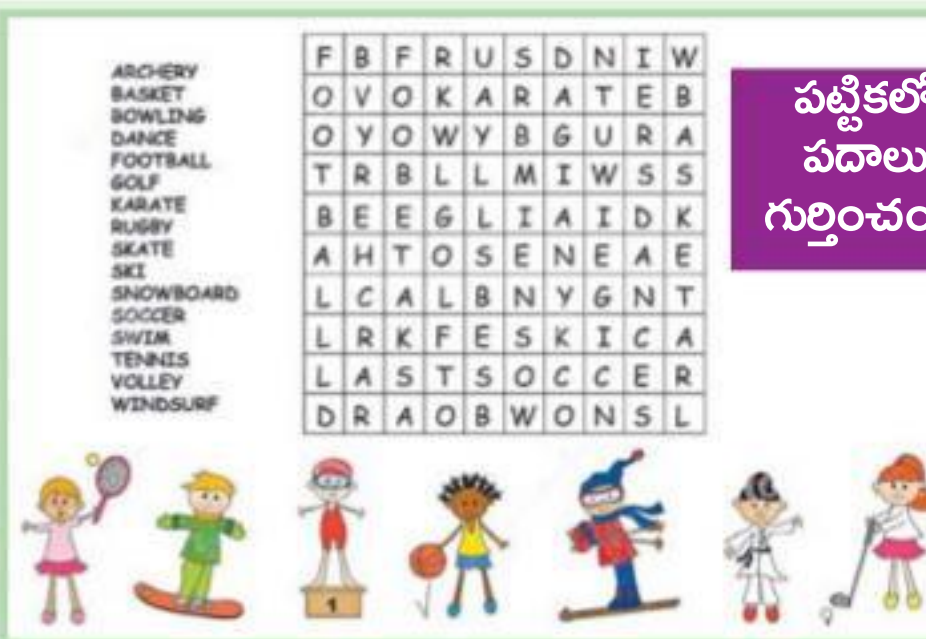 ARCHERY
BASKET
BOWLING
DANCE
FOOTBALL
GOLF
KARATE
RUGBY
SKATE
SKI
SNOWBOARD
SOCCER
SWIM
TENNIS
VOLLEY
WINDSURF
F B F R U S D N I W
O V O K A R A T E B
O Y O W Y B G U R A
T R B L L M I W S S
B E E G L I A I D K
A H T O S E N E A E
L C A L B N Y G N T
L R K F E S K I C A
L A S T S O C C E R
D R A O B W O N S L
పట్టికలో
పదాలు
1